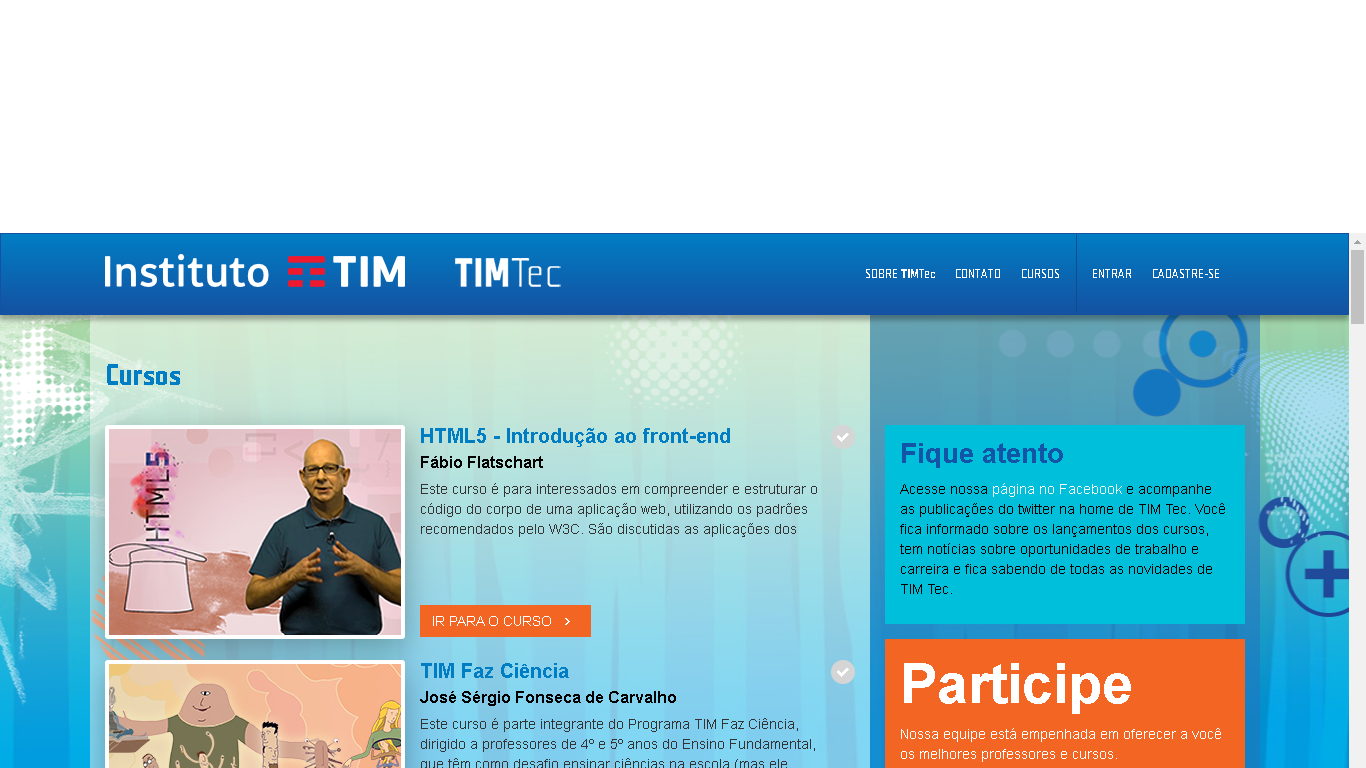 Instituto TIM TIMTec
SOBRE TIMTec CONTATO CURSOS ENTRAR CADASTRE-SE
Cursos
HTML5
HTML5 - Introdução ao front-end
Fábio Flatschart
Este curso é para interessados em compreender e estruturar o
código do corpo de uma aplicação web, utilizando os padrões
recomendados pelo W3C. São discutidas as aplicações dos
IR PARA O CURSO
TIM Faz Ciência
José Sérgio Fonseca de Carvalho
Este curso é parte integrante do Programa TIM Faz Ciência,
dirigido a professores de 4º e 5º anos do Ensino Fundamental,
que têm como desafio ensinar ciências na escola (mas ele
Fique atento
Acesse nossa página no Facebook e acompanhe
as publicações do twitter na home de TIM Tec. Você
fica informado sobre os lançamentos dos cursos,
tem notícias sobre oportunidades de trabalho e
carreira e fica sabendo de todas as novidades de
TIM Tec.
Participe
Nossa equipe está empenhada em oferecer a você
os melhores professores e cursos.